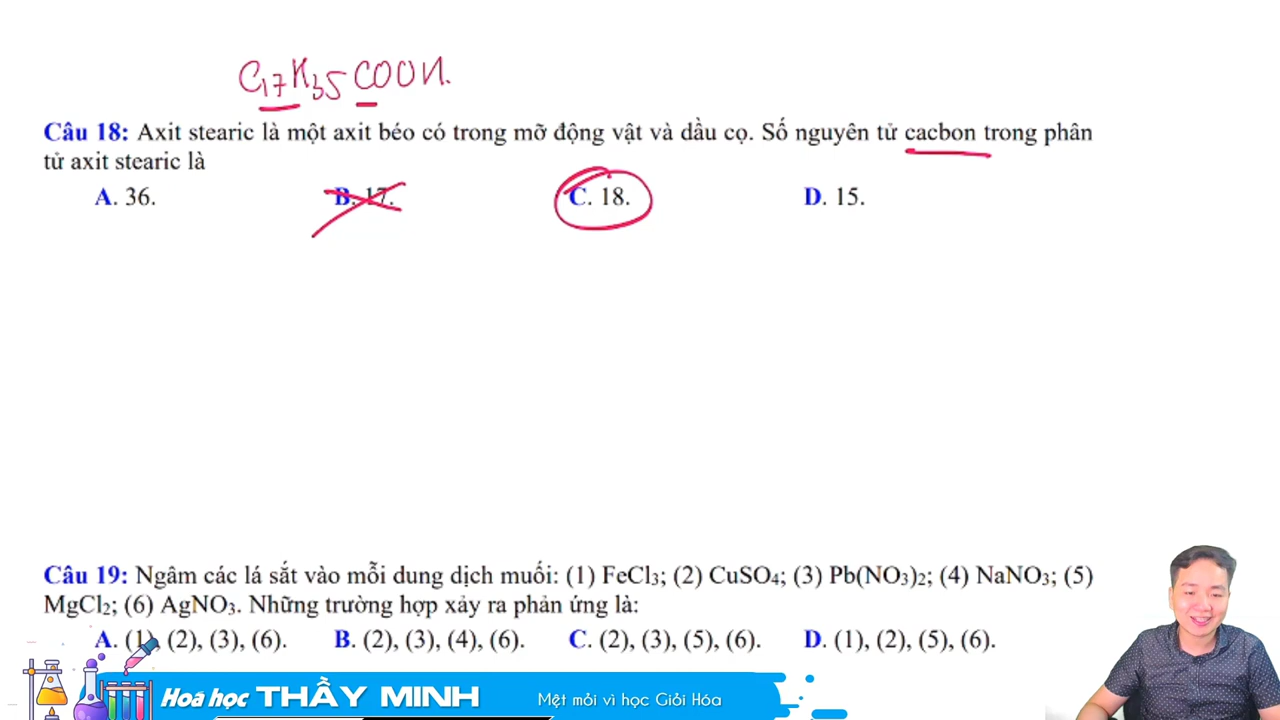 C17H35COOH.
Câu 18: Axit stearic là một axit béo có trong mỡ động vật và dầu cọ. Số nguyên tử cacbon trong phân
tử axit stearic là
A. 36. B. 17. C. 18. D. 15.
Câu 19: Ngâm các lá sắt vào mỗi dung dịch muối: (1) FeCl3; (2) CuSO4; (3) Pb(NO3)2; (4) NaNO3; (5)
MgCl2; (6) AgNO3. Những trường hợp xảy ra phản ứng là:
A. (1), (2), (3), (6). B. (2), (3), (4), (6). C. (2), (3), (5), (6). D. (1), (2), (5), (6).
Hoá học THẦY MINH Mệt mỏi vì học Giỏi Hóa